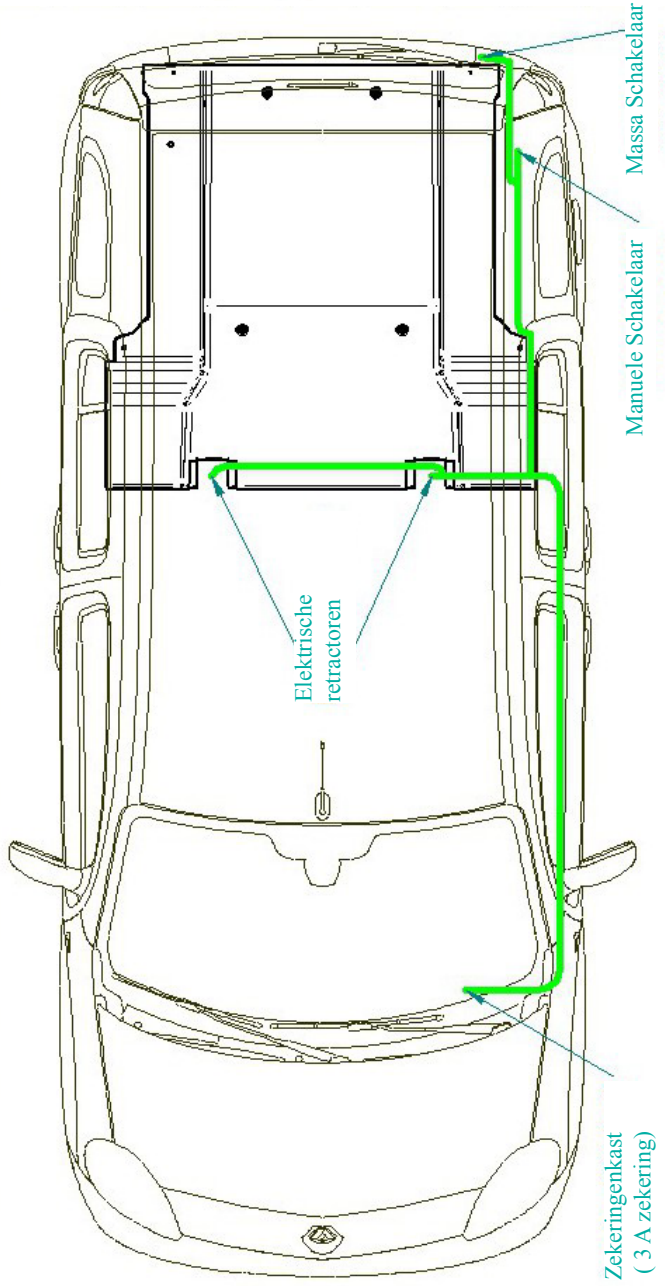 Zekeringenkast
( 3 A zekering)
Elektrische
retractoren
Manuele Schakelaar
Massa Schakelaar